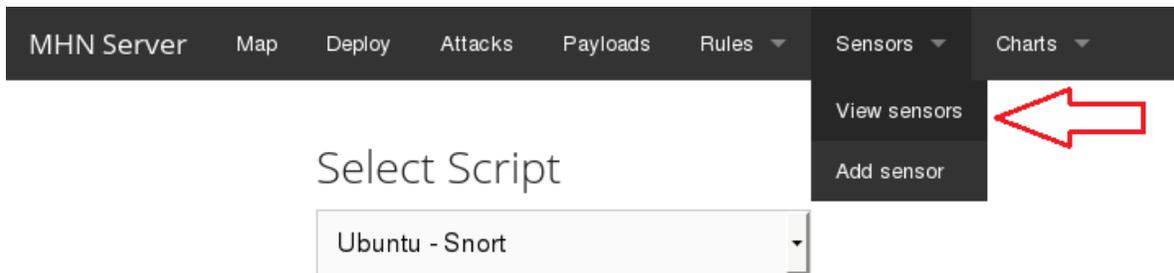 MHN Server Map Deploy Attacks Payloads Rules Sensors Charts
View sensors
Add sensor
Select Script
Ubuntu - Snort